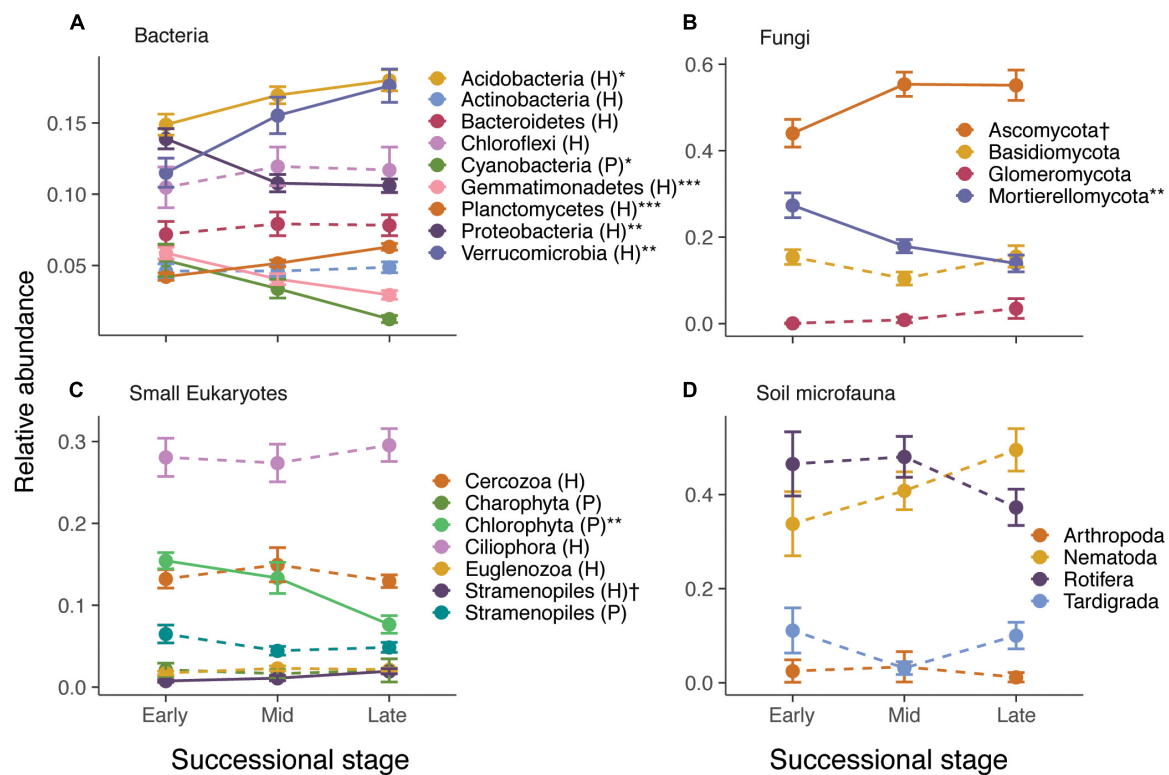 A
Bacteria
0.15
0.10
0.05
Acidobacteria (H)*
Actinobacteria (H)
Bacteroidetes (H)
Chloroflexi (H)
Cyanobacteria (P)*
Gemmatimonadetes (H)***
Planctomycetes (H)***
Proteobacteria (H)**
Verrucomicrobia (H)**
B
Fungi
0.6
0.4
0.2
0.0
Ascomycota†
Basidiomycota
Glomeromycota
Mortierellomycota**
Relative abundance
C
Small Eukaryotes
0.3
0.2
0.1
0.0
Cercozoa (H)
Charophyta (P)
Chlorophyta (P)**
Ciliophora (H)
Euglenozoa (H)
Stramenopiles (H)†
Stramenopiles (P)
Early Mid Late
Successional stage
D
Soil microfauna
0.4
0.2
0.0
Arthropoda
Nematoda
Rotifera
Tardigrada
Early Mid Late
Successional stage